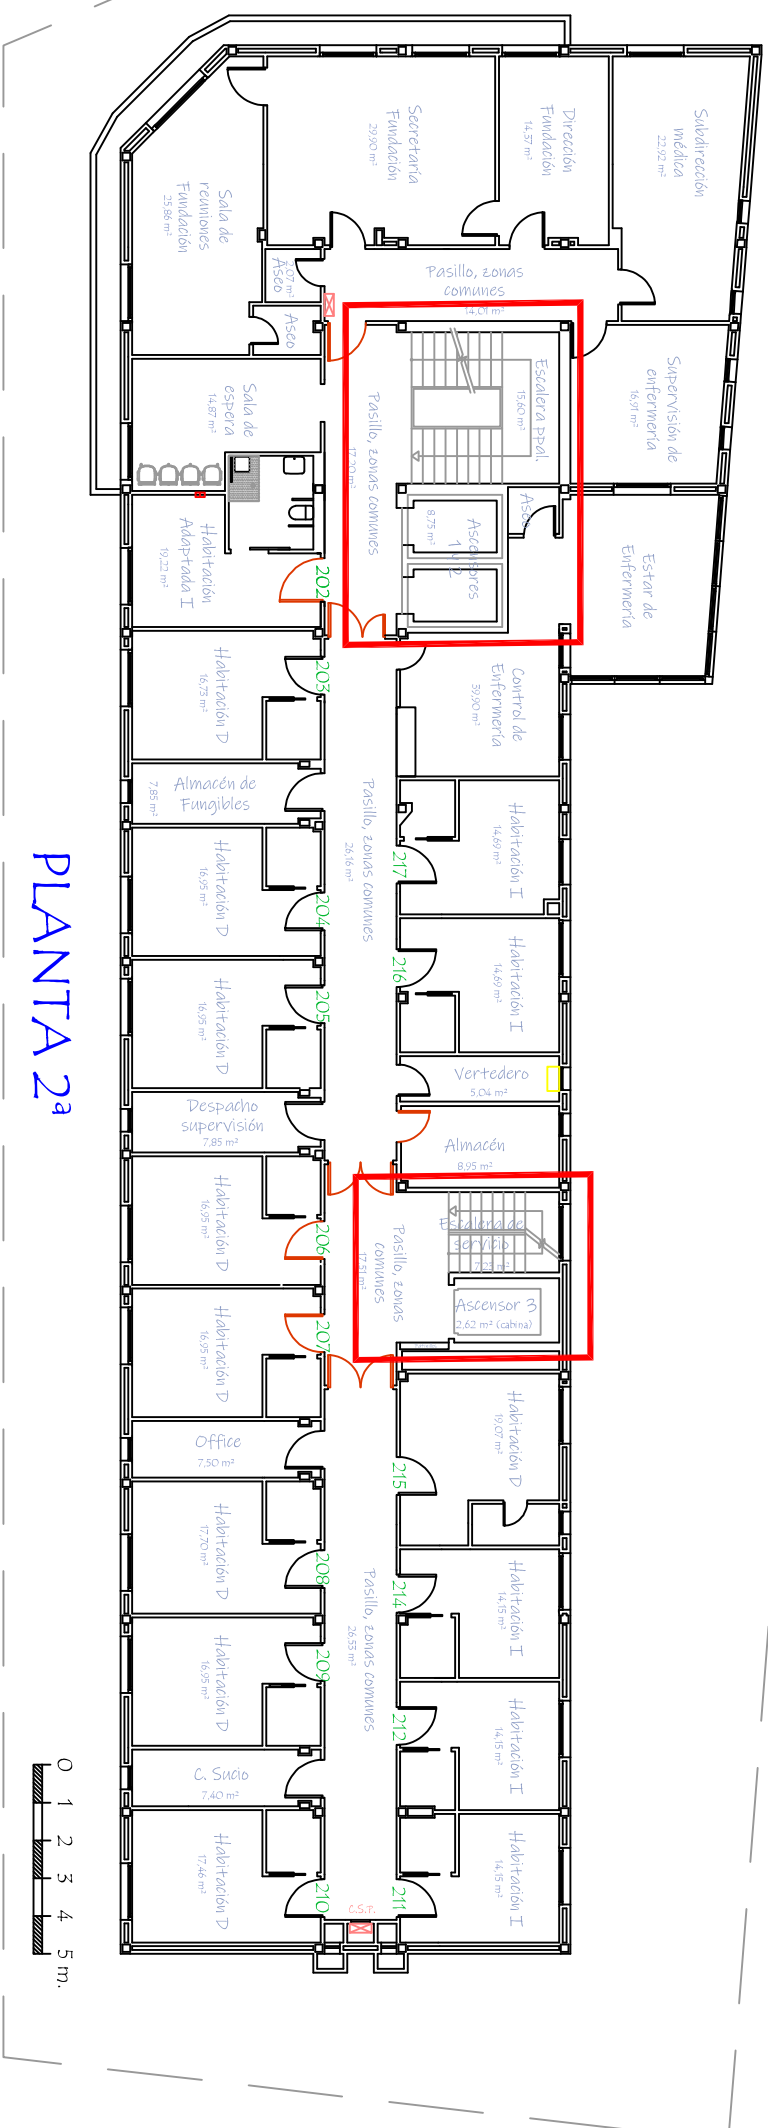 Subdirección
médica
22,92 m²
Dirección
Fundación
14,37 m²
Secretaría
Fundación
29,90 m²
Sala de
reuniones
Fundación
25,86 m²
Pasillo, zonas
comunes
14,01 m²
Aseo
2,07 m²
Aseo
Supervisión de
enfermería
16,91 m²
Escalera ppal.
15,60 m²
Pasillo, zonas comunes
17,20 m²
Sala de
espera
14,87 m²
Aseo
Ascensores
1 y 2
8,75 m²
Estar de
Enfermería
Habitación
Adaptada I
19,22 m²
202
Control de
Enfermería
39,90 m²
203
Habitación D
16,73 m²
Almacén de
Fungibles
7,85 m²
Pasillo, zonas comunes
26,16 m²
Habitación I
14,69 m²
217
204
Habitación D
16,95 m²
Habitación I
14,69 m²
216
205
Habitación D
16,95 m²
Vertedero
5,04 m²
Despacho
supervisión
7,85 m²
Almacén
8,95 m²
206
Habitación D
16,95 m²
Escalera de
servicio
7,23 m²
Pasillo, zonas
comunes
17,51 m²
Ascensor 3
2,62 m² (cabina)
207
Habitación D
16,95 m²
Habitación D
19,07 m²
215
Office
7,50 m²
208
Habitación D
17,70 m²
Habitación I
14,15 m²
214
Pasillo, zonas comunes
26,53 m²
209
Habitación D
16,95 m²
Habitación I
14,15 m²
212
C. Sucio
7,40 m²
Habitación I
14,15 m²
211
210
Habitación D
17,46 m²
C.S.T.
PLANTA 2ª
0 1 2 3 4 5 m.